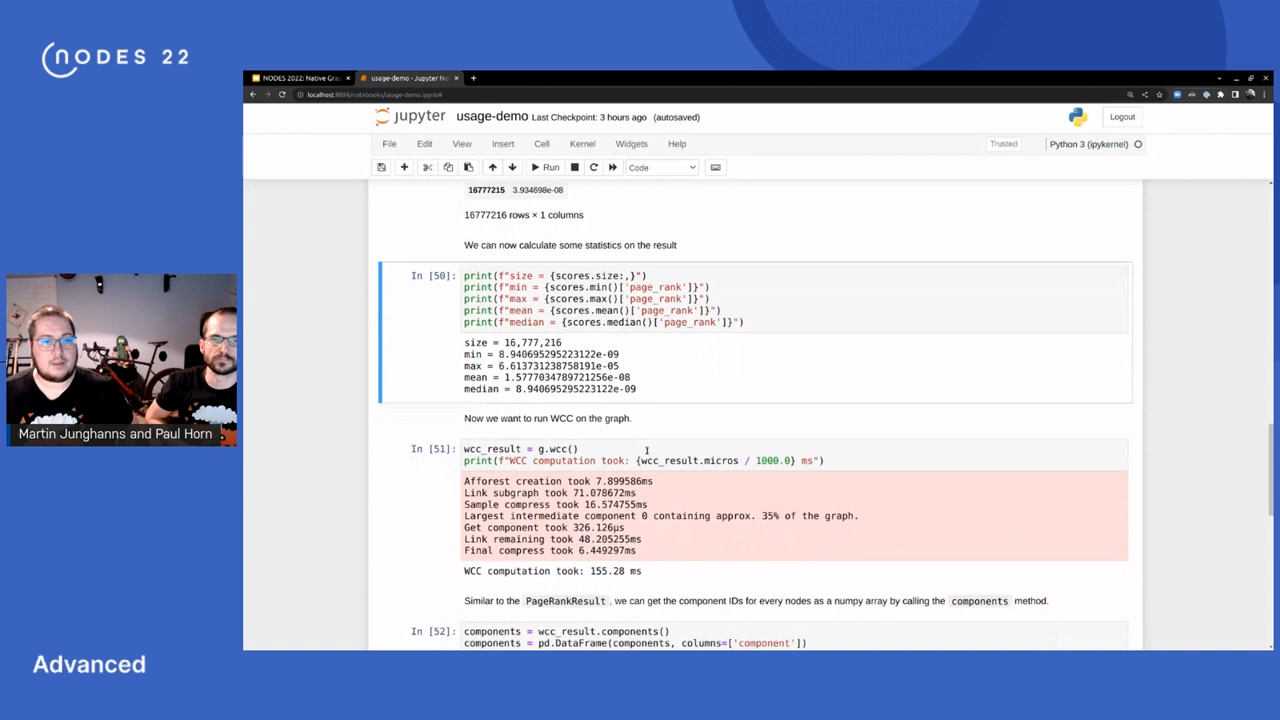 NODES 22
NODES 2022: Native Gra
usage-demo - Jupyter No
localhost:8888/notebooks/usage-demo.ipynb#
jupyter usage-demo Last Checkpoint: 3 hours ago (autosaved)
Logout
File Edit View Insert Cell Kernel Widgets Help
Trusted
Python 3 (ipykernel)
Run
Code
16777215 3.934698e-08
16777216 rows × 1 columns
We can now calculate some statistics on the result
In [50]: print(f"size = {scores.size:,}")
print(f"min = {scores.min()['page_rank']}")
print(f"max = {scores.max()['page_rank']}")
print(f"mean = {scores.mean()['page_rank']}")
print(f"median = {scores.median()['page_rank']}")
size = 16,777,216
min = 8.940695295223122e-09
max = 6.613731238758191e-05
mean = 1.5777034789721256e-08
median = 8.940695295223122e-09
Now we want to run WCC on the graph.
In [51]: wcc_result = g.wcc()
print(f"WCC computation took: {wcc_result.micros / 1000.0} ms")
Afforest creation took 7.899586ms
Link subgraph took 71.078672ms
Sample compress took 16.574755ms
Largest intermediate component 0 containing approx. 35% of the graph.
Get component took 326.126µs
Link remaining took 48.205255ms
Final compress took 6.449297ms
WCC computation took: 155.28 ms
Similar to the PageRankResult, we can get the component IDs for every nodes as a numpy array by calling the components method.
In [52]: components = wcc_result.components()
components = pd.DataFrame(components, columns=['component'])
Martin Junghanns and Paul Horn
Advanced